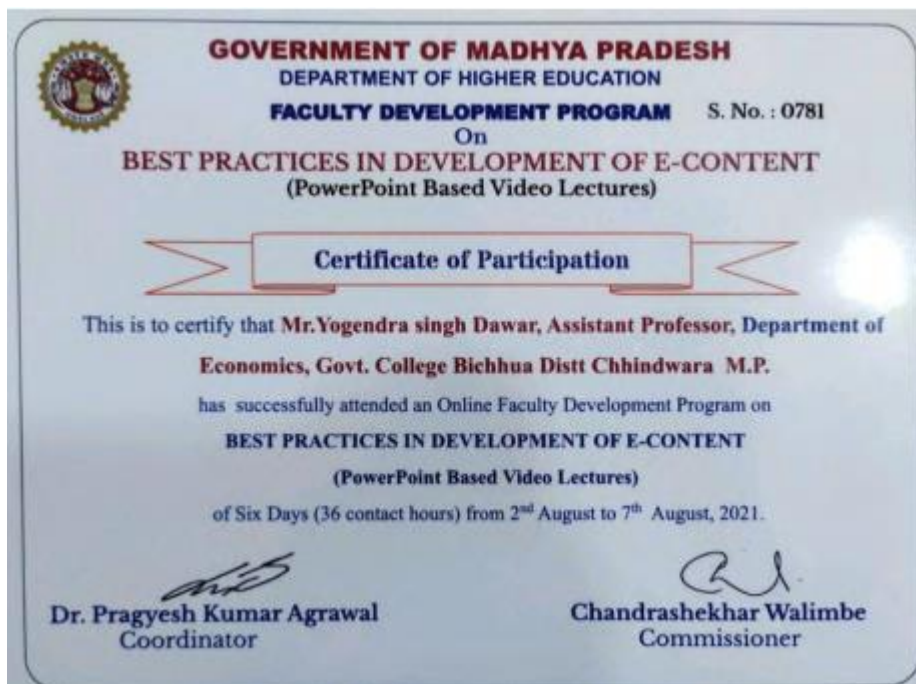 GOVERNMENT OF MADHYA PRADESH
DEPARTMENT OF HIGHER EDUCATION
FACULTY DEVELOPMENT PROGRAM S. No. : 0781
On
BEST PRACTICES IN DEVELOPMENT OF E-CONTENT
(PowerPoint Based Video Lectures)
Certificate of Participation
This is to certify that Mr.Yogendra singh Dawar, Assistant Professor, Department of
Economics, Govt. College Bichhua Distt Chhindwara M.P.
has successfully attended an Online Faculty Development Program on
BEST PRACTICES IN DEVELOPMENT OF E-CONTENT
(PowerPoint Based Video Lectures)
of Six Days (36 contact hours) from 2nd August to 7th August, 2021.
Dr. Pragyesh Kumar Agrawal Chandrashekhar Walimbe
Coordinator Commissioner